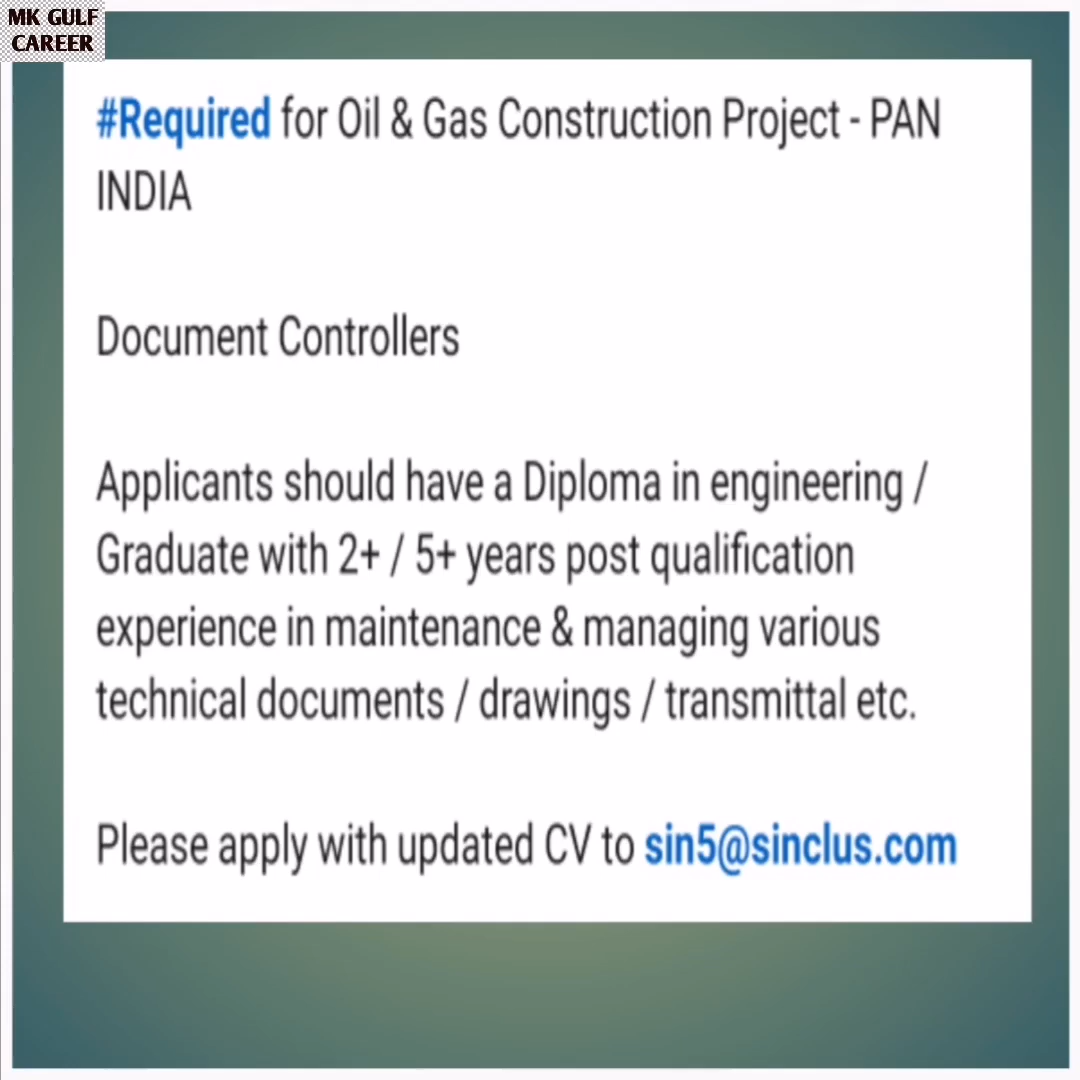 MK GULF
CAREER
#Required for Oil & Gas Construction Project - PAN
INDIA
Document Controllers
Applicants should have a Diploma in engineering /
Graduate with 2+ / 5+ years post qualification
experience in maintenance & managing various
technical documents / drawings / transmittal etc.
Please apply with updated CV to sin5@sinclus.com